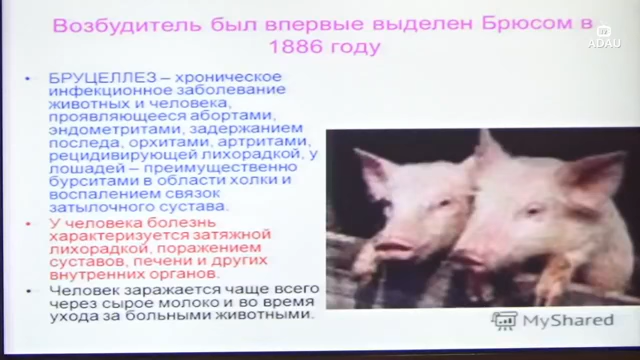 Возбудитель был впервые выделен Брюсом в
1886 году
ADAU
• БРУЦЕЛЛЕЗ – хроническое
инфекционное заболевание
животных и человека,
проявляющееся абортами,
эндометритами, задержанием
последа, орхитами, артритами,
рецидивирующей лихорадкой, у
лошадей – преимущественно
бурситами в области холки и
воспалением связок
затылочного сустава.
• У человека болезнь
характеризуется затяжной
лихорадкой, поражением
суставов, печени и других
внутренних органов.
• Человек заражается чаще всего
через сырое молоко и во время
ухода за больными животными.
MyShared